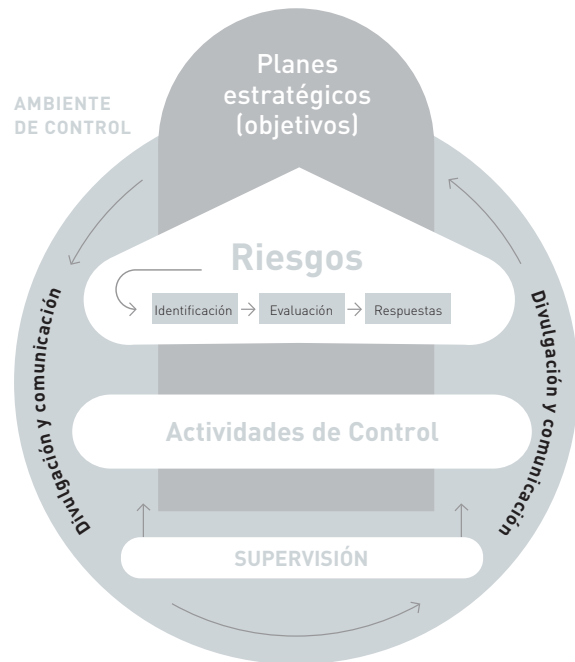 Planes
estratégicos
(objetivos)
AMBIENTE
DE CONTROL
Riesgos
Identificación
Evaluación
Respuestas
Divulgación y comunicación
Divulgación y comunicación
Actividades de Control
SUPERVISIÓN